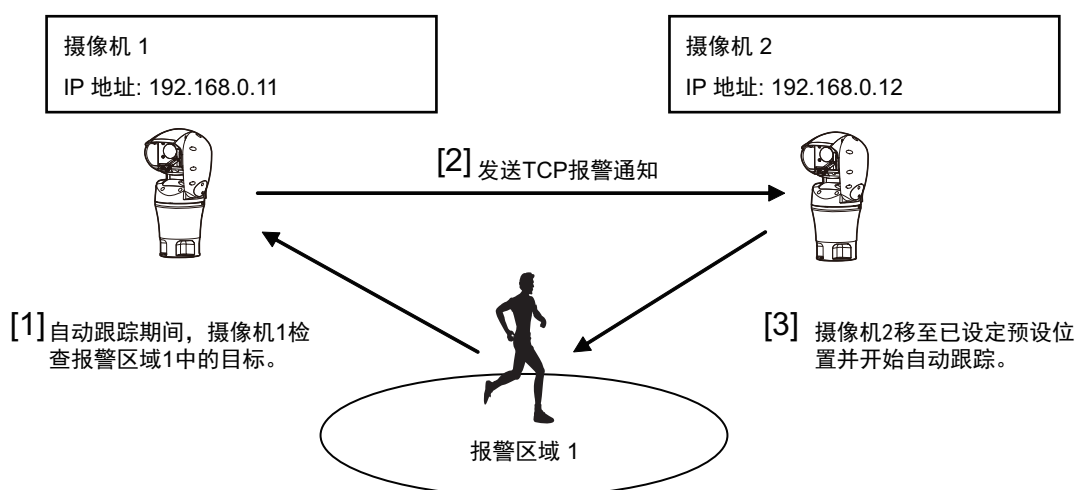 摄像机 1
IP 地址: 192.168.0.11
摄像机 2
IP 地址: 192.168.0.12
[2] 发送TCP报警通知
[1] 自动跟踪期间，摄像机1检
查报警区域1中的目标。
[3] 摄像机2移至已设定预设位
置并开始自动跟踪。
报警区域 1